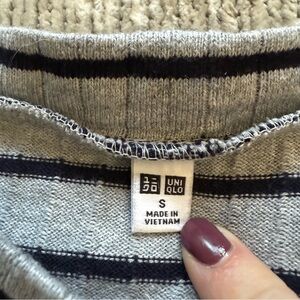 ユニ UNI
クロ QLO
S
MADE IN
VIETNAM